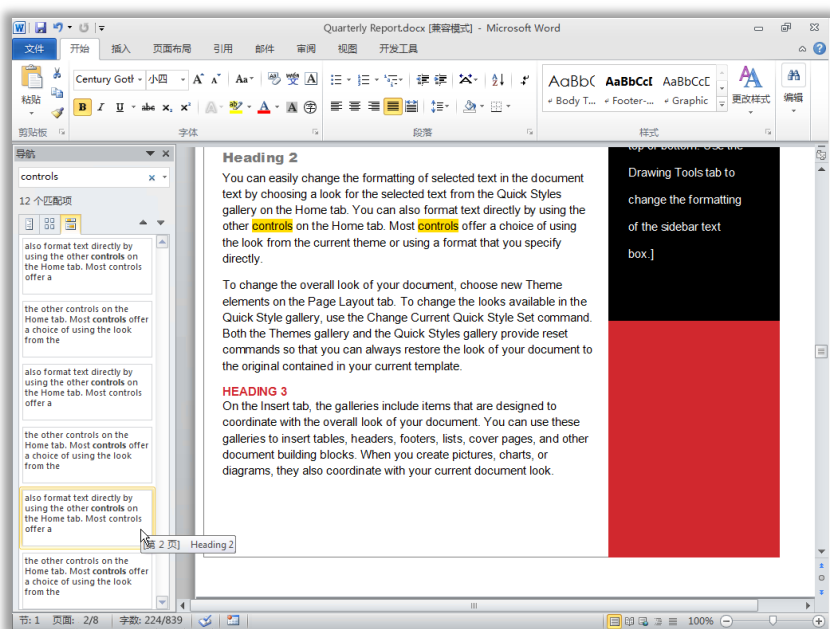 Quarterly Report.docx [兼容模式] - Microsoft Word
文件 开始 插入 页面布局 引用 邮件 审阅 视图 开发工具
粘贴
剪贴板
Century Gotł 小四
B I U abe x₂ x²
字体
段落
AaBb( AaBbCcI AaBbCcD
Body T... Footer-... Graphic
更改样式
样式
编辑
导航
controls
12 个匹配项
also format text directly by
using the other controls on
the Home tab. Most controls
offer a
the other controls on the
Home tab. Most controls offer
a choice of using the look
from the
also format text directly by
using the other controls on
the Home tab. Most controls
offer a
the other controls on the
Home tab. Most controls offer
a choice of using the look
from the
also format text directly by
using the other controls on
the Home tab. Most controls
offer a
[第 2 页] Heading 2
the other controls on the
Home tab. Most controls offer
a choice of using the look
from the
Heading 2
You can easily change the formatting of selected text in the document
text by choosing a look for the selected text from the Quick Styles
gallery on the Home tab. You can also format text directly by using the
other controls on the Home tab. Most controls offer a choice of using
the look from the current theme or using a format that you specify
directly.
To change the overall look of your document, choose new Theme
elements on the Page Layout tab. To change the looks available in the
Quick Style gallery, use the Change Current Quick Style Set command.
Both the Themes gallery and the Quick Styles gallery provide reset
commands so that you can always restore the look of your document to
the original contained in your current template.
HEADING 3
On the Insert tab, the galleries include items that are designed to
coordinate with the overall look of your document. You can use these
galleries to insert tables, headers, footers, lists, cover pages, and other
document building blocks. When you create pictures, charts, or
diagrams, they also coordinate with your current document look.
top or bottom. Use the
Drawing Tools tab to
change the formatting
of the sidebar text
box.]
节: 1 页面: 2/8 字数: 224/839
100%